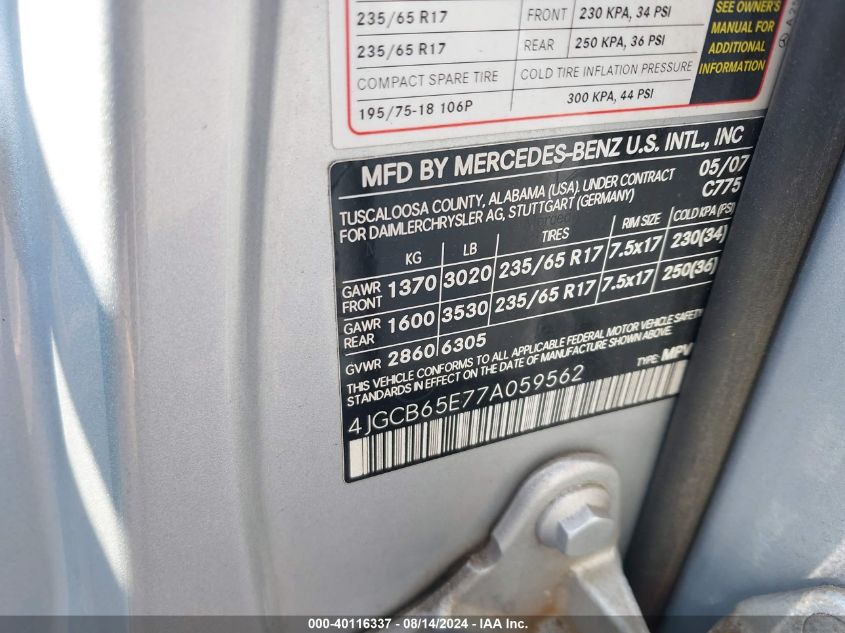 235/65 R17 FRONT 230 KPA, 34 PSI
235/65 R17 REAR 250 KPA, 36 PSI
COMPACT SPARE TIRE COLD TIRE INFLATION PRESSURE
195/75-18 106P 300 KPA, 44 PSI
SEE OWNER'S
MANUAL FOR
ADDITIONAL
INFORMATION
MFD BY MERCEDES-BENZ U.S. INTL., INC
TUSCALOOSA COUNTY, ALABAMA (USA). UNDER CONTRACT 05/07
FOR DAIMLERCHRYSLER AG, STUTTGART (GERMANY) C775
KG LB TIRES RIM SIZE COLD KPA (PSI)
GAWR FRONT 1370 3020 235/65 R17 7.5x17 230(34)
GAWR REAR 1600 3530 235/65 R17 7.5x17 250(36)
GVWR 2860 6305
THIS VEHICLE CONFORMS TO ALL APPLICABLE FEDERAL MOTOR VEHICLE SAFETY
STANDARDS IN EFFECT ON THE DATE OF MANUFACTURE SHOWN ABOVE.
TYPE: MPV
4JGCB65E77A059562
000-40116337 - 08/14/2024 - IAA Inc.